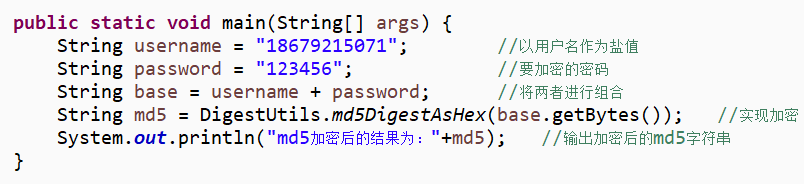 public static void main(String[] args) {
    String username = "18679215071";          //以用户名作为盐值
    String password = "123456";               //要加密的密码
    String base = username + password;        //将两者进行组合
    String md5 = DigestUtils.md5DigestAsHex(base.getBytes());   //实现加密
    System.out.println("md5加密后的结果为："+md5);    //输出加密后的md5字符串
}